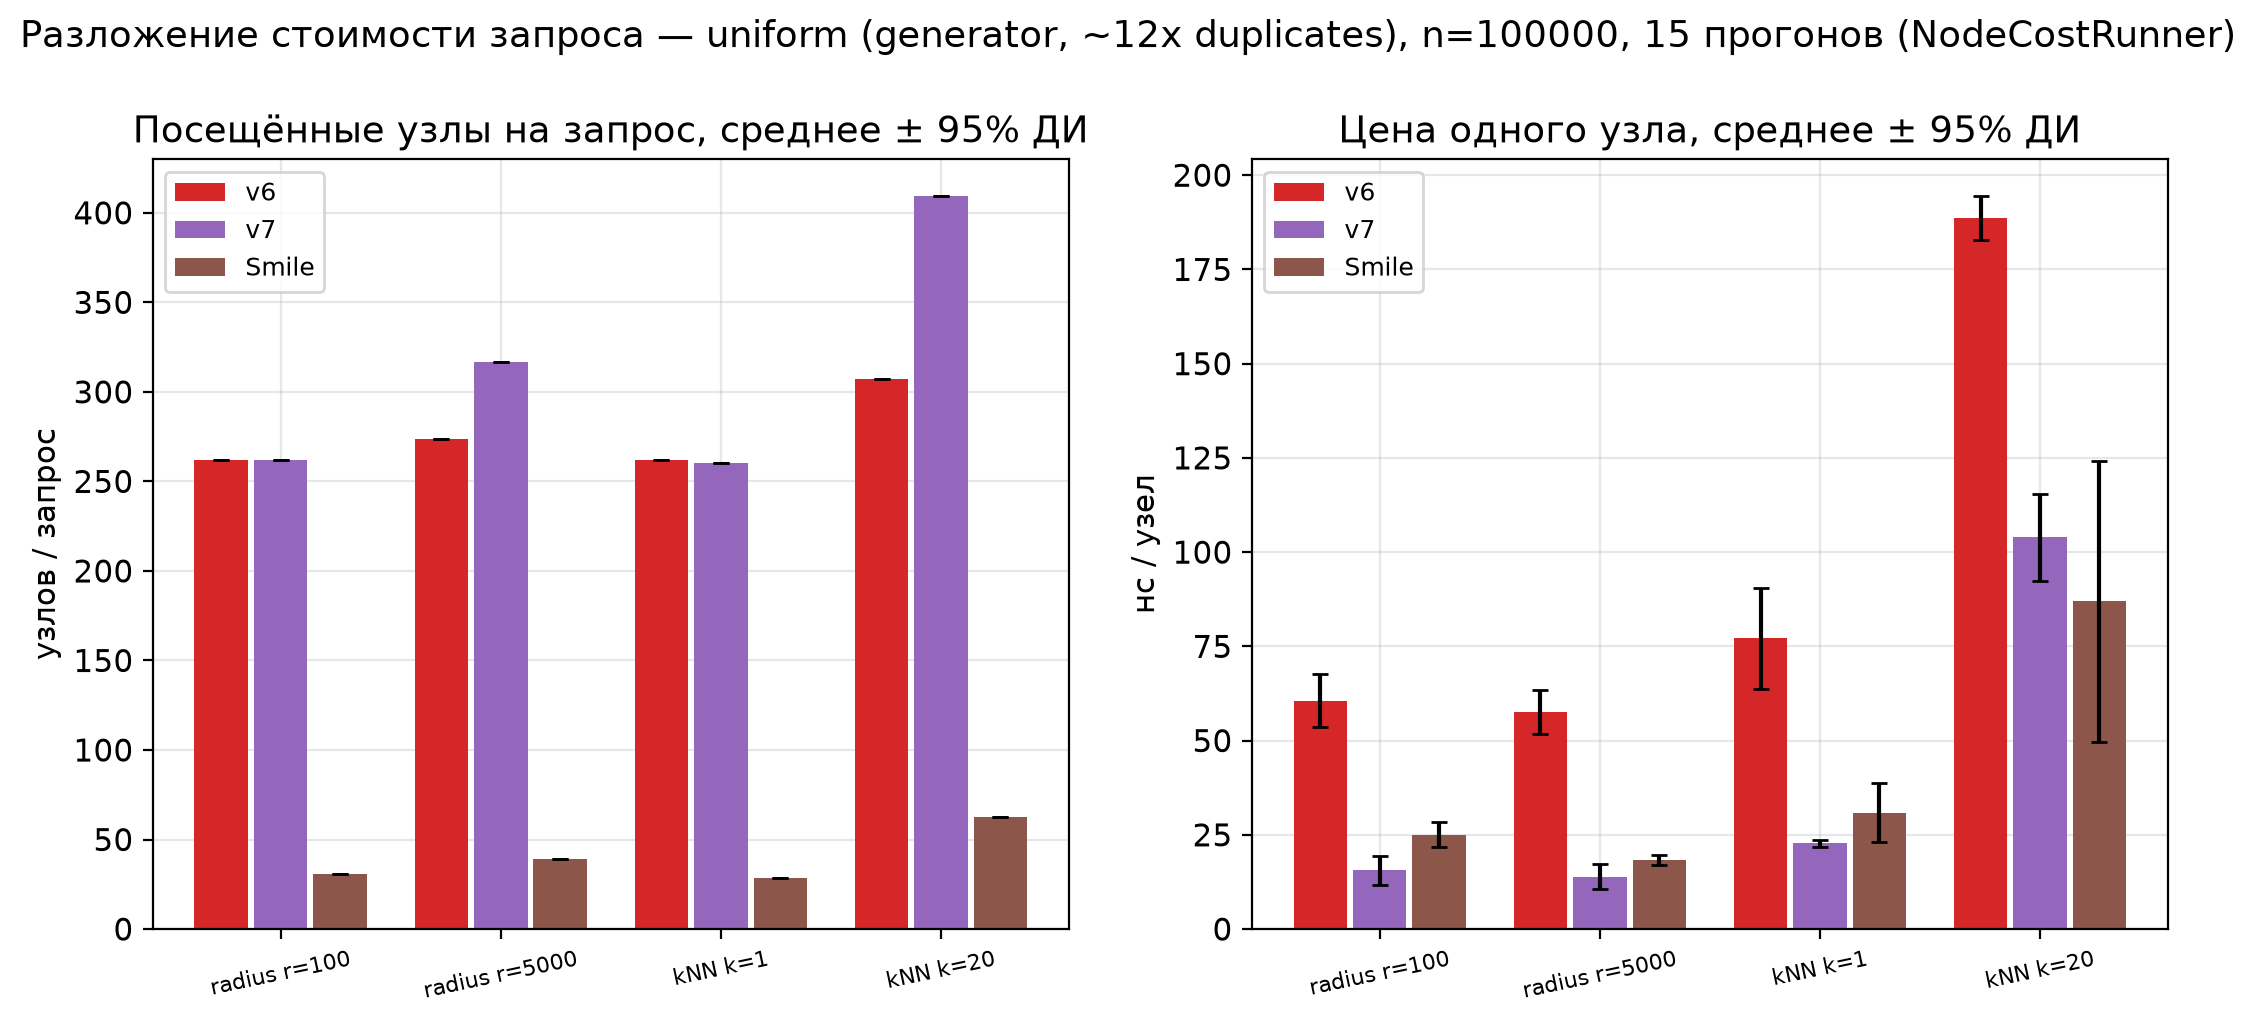 Разложение стоимости запроса — uniform (generator, ~12x duplicates), n=100000, 15 прогонов (NodeCostRunner)
Посещённые узлы на запрос, среднее ± 95% ДИ
v6
v7
Smile
узлов / запрос
400
350
300
250
200
150
100
50
0
radius r=100
radius r=5000
kNN k=1
kNN k=20
Цена одного узла, среднее ± 95% ДИ
v6
v7
Smile
нс / узел
200
175
150
125
100
75
50
25
0
radius r=100
radius r=5000
kNN k=1
kNN k=20